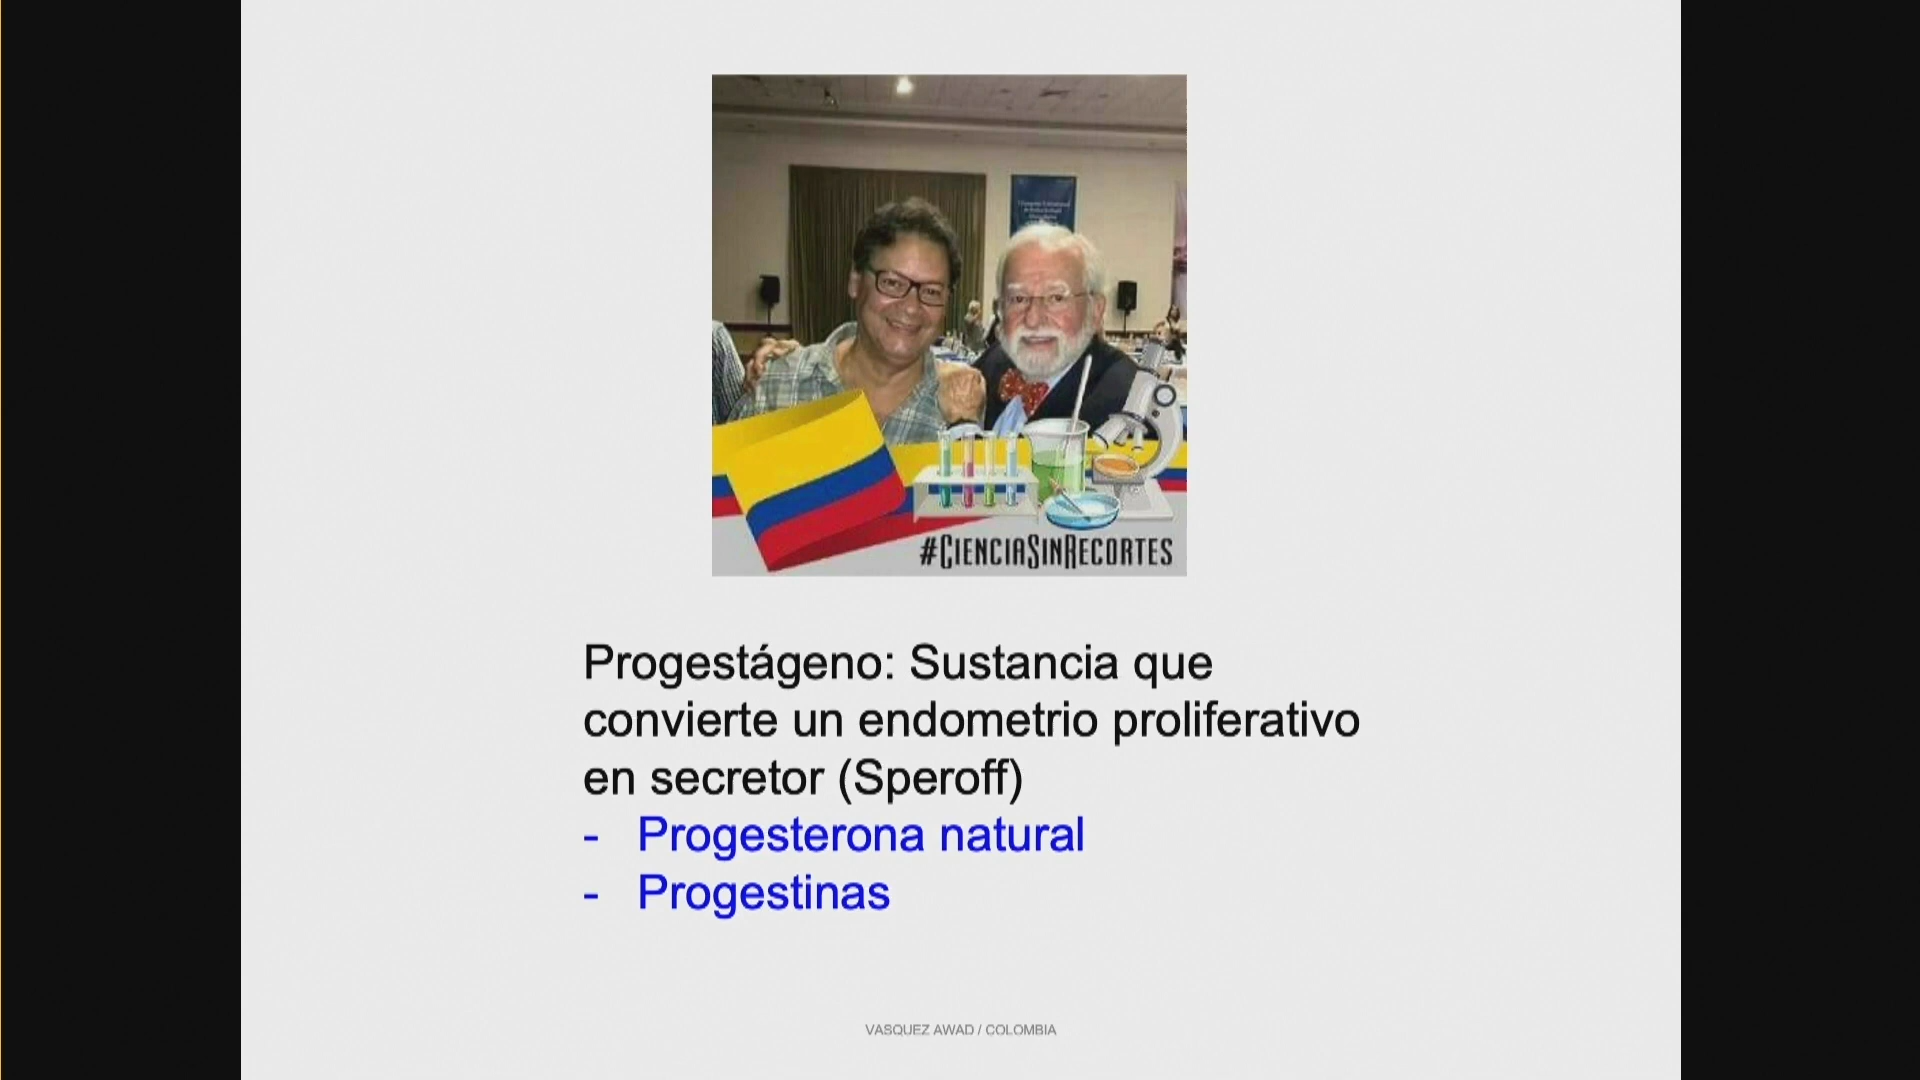 #CIENCIASINRECORTES
Progestágeno: Sustancia que
convierte un endometrio proliferativo
en secretor (Speroff)
- Progesterona natural
- Progestinas
VASQUEZ AWAD / COLOMBIA